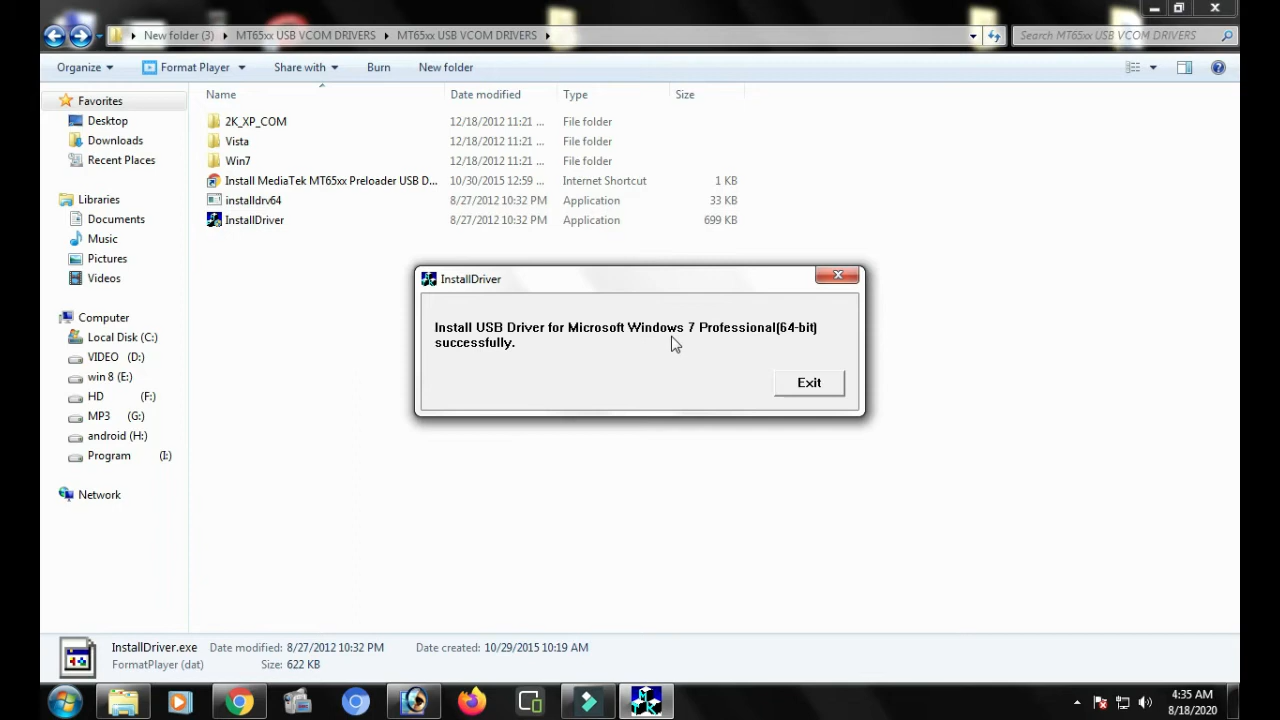 New folder (3) MT65xx USB VCOM DRIVERS MT65xx USB VCOM DRIVERS Search MT65xx USB VCOM DRIVERS
Organize Format Player Share with Burn New folder
Name Date modified Type Size
Favorites
Desktop
Downloads
Recent Places
Libraries
Documents
Music
Pictures
Videos
Computer
Local Disk (C:)
VIDEO (D:)
win 8 (E:)
HD (F:)
MP3 (G:)
android (H:)
Program (I:)
Network
2K_XP_COM 12/18/2012 11:21 ... File folder
Vista 12/18/2012 11:21 ... File folder
Win7 12/18/2012 11:21 ... File folder
Install MediaTek MT65xx Preloader USB D... 10/30/2015 12:59 ... Internet Shortcut 1 KB
installdrv64 8/27/2012 10:32 PM Application 33 KB
InstallDriver 8/27/2012 10:32 PM Application 699 KB
InstallDriver
Install USB Driver for Microsoft Windows 7 Professional(64-bit)
successfully.
Exit
InstallDriver.exe Date modified: 8/27/2012 10:32 PM Date created: 10/29/2015 10:19 AM
FormatPlayer (dat) Size: 622 KB
4:35 AM
8/18/2020